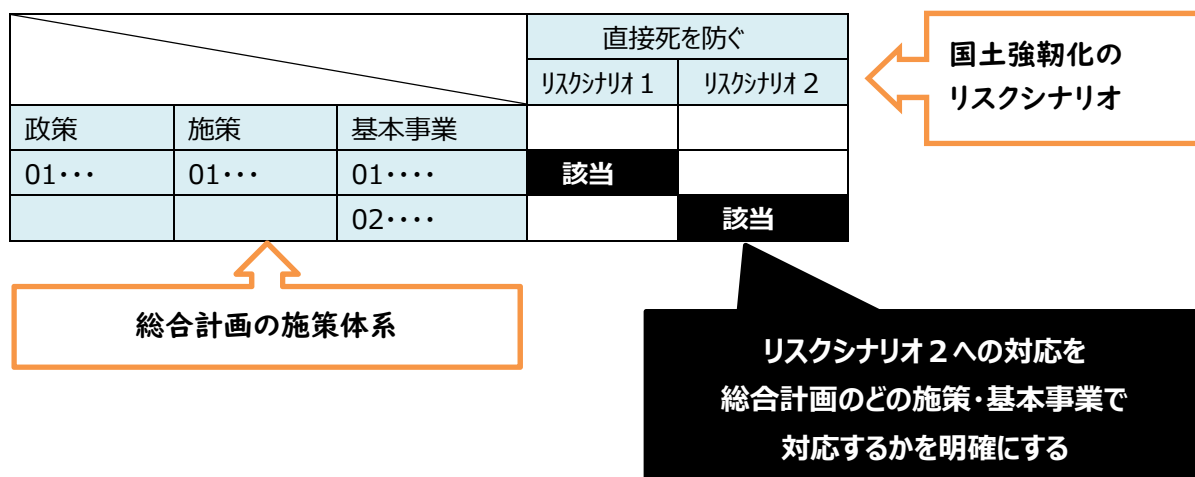 直接死を防ぐ
リスクシナリオ1 リスクシナリオ2
国土強靭化の
リスクシナリオ
政策 施策 基本事業
01・・・ 01・・・ 01・・・・ 該当
02・・・・ 該当
総合計画の施策体系
リスクシナリオ2への対応を
総合計画のどの施策・基本事業で
対応するかを明確にする